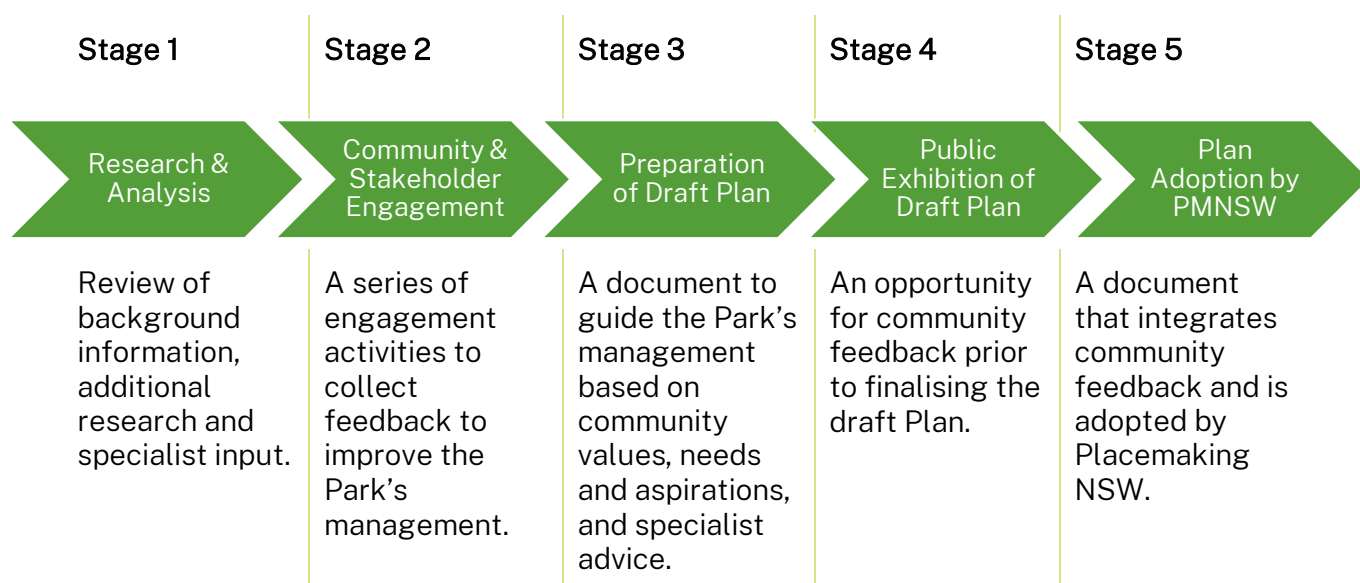 Stage 1
Stage 2
Stage 3
Stage 4
Stage 5
Research &
Analysis
Community &
Stakeholder
Engagement
Preparation
of Draft Plan
Public
Exhibition of
Draft Plan
Plan
Adoption by
PMNSW
Review of
background
information,
additional
research and
specialist input.
A series of
engagement
activities to
collect
feedback to
improve the
Park's
management.
A document to
guide the Park's
management
based on
community
values, needs
and aspirations,
and specialist
advice.
An opportunity
for community
feedback prior
to finalising the
draft Plan.
A document
that integrates
community
feedback and is
adopted by
Placemaking
NSW.